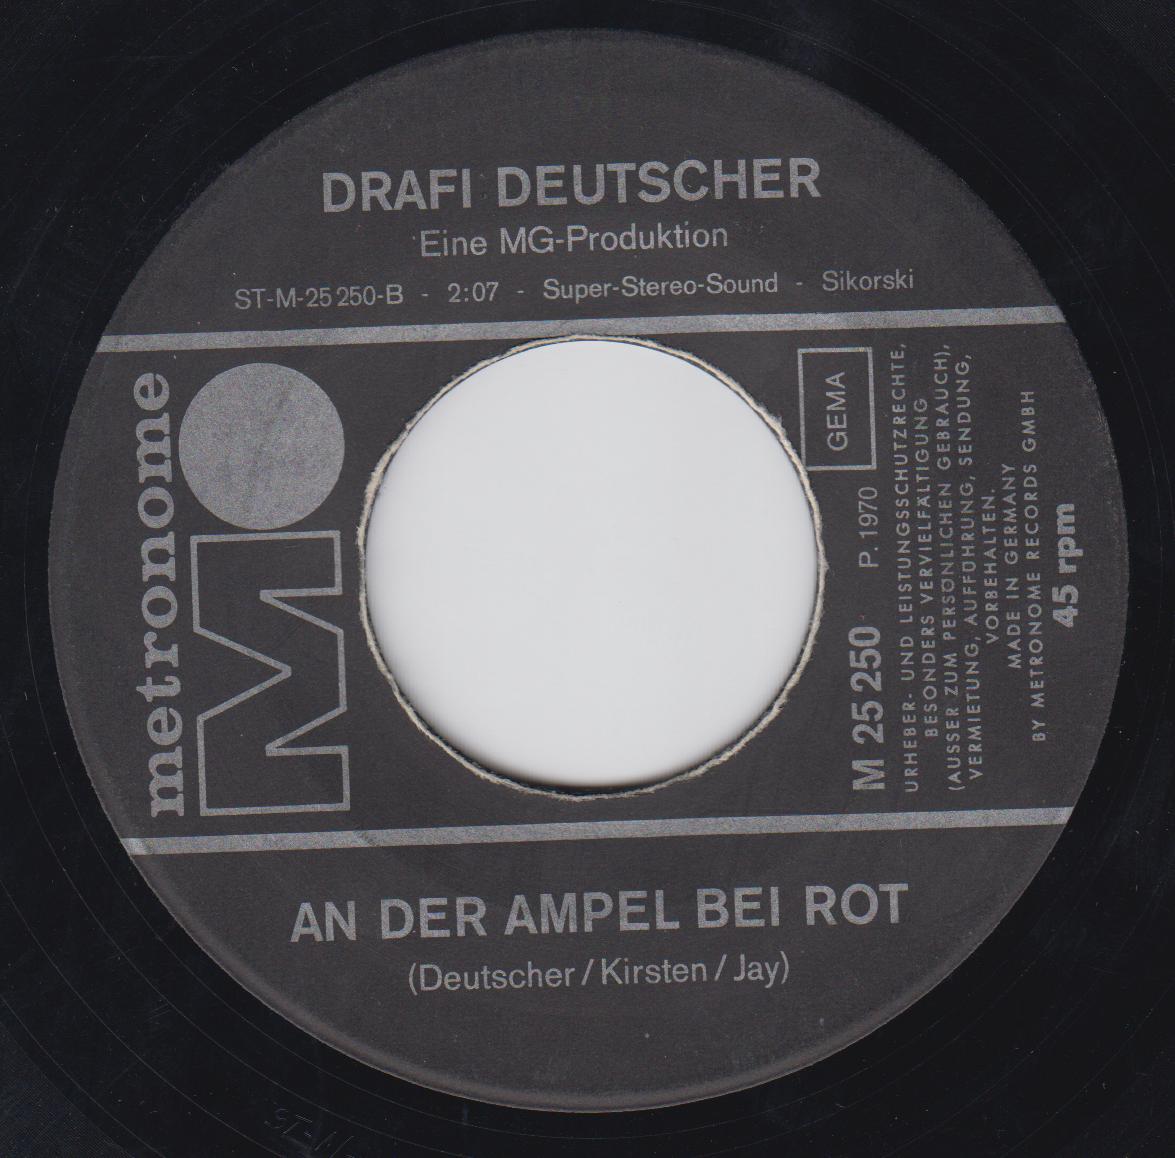 DRAFI DEUTSCHER
Eine MG-Produktion
ST-M-25 250-B - 2:07 - Super-Stereo-Sound - Sikorski
metronome
M
GEMA
M 25 250 P. 1970
URHEBER- UND LEISTUNGSSCHUTZRECHTE,
BESONDERS VERVIELFÄLTIGUNG
(AUSSER ZUM PERSÖNLICHEN GEBRAUCH),
VERMIETUNG, AUFFÜHRUNG, SENDUNG,
VORBEHALTEN.
MADE IN GERMANY
BY METRONOME RECORDS GMBH
45 rpm
AN DER AMPEL BEI ROT
(Deutscher / Kirsten / Jay)